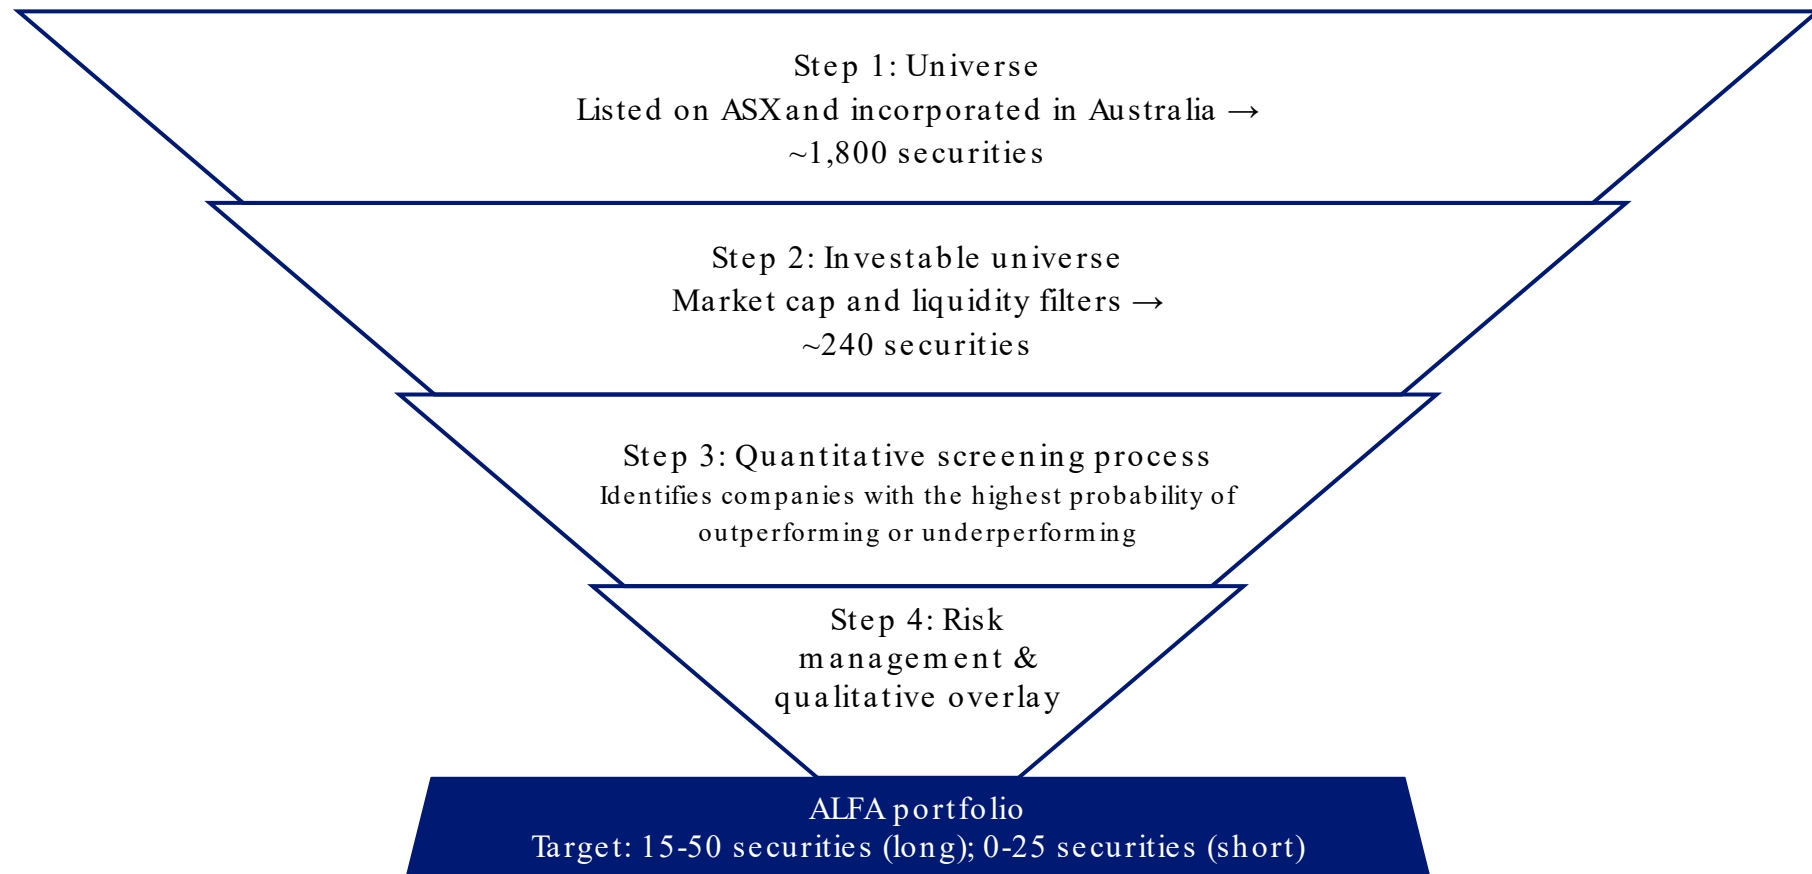 Step 1: Universe
Listed on ASX and incorporated in Australia →
~1,800 securities
Step 2: Investable universe
Market cap and liquidity filters →
~240 securities
Step 3: Quantitative screening process
Identifies companies with the highest probability of
outperforming or underperforming
Step 4: Risk
management &
qualitative overlay
ALFA portfolio
Target: 15-50 securities (long); 0-25 securities (short)